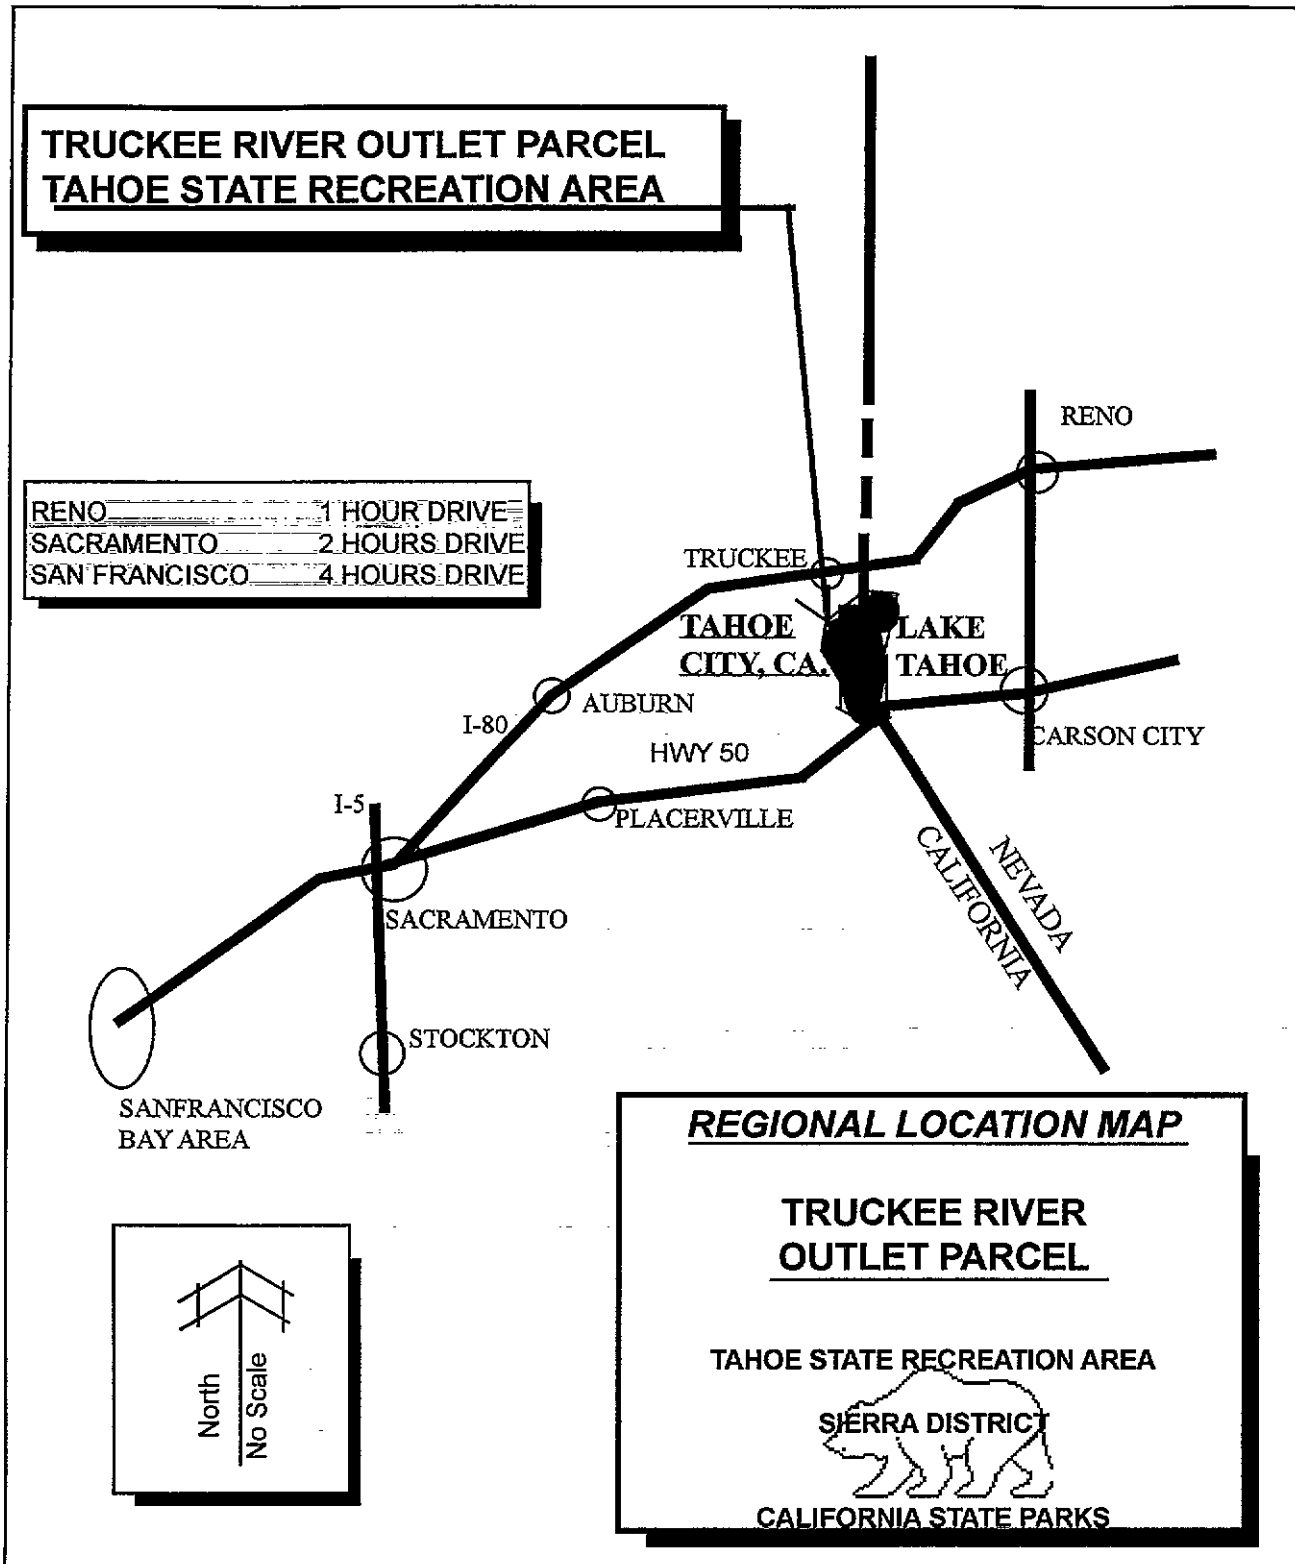 TRUCKEE RIVER OUTLET PARCEL
TAHOE STATE RECREATION AREA
RENO 1 HOUR DRIVE
SACRAMENTO 2 HOURS DRIVE
SAN FRANCISCO 4 HOURS DRIVE
RENO
TRUCKEE
TAHOE
CITY, CA.
LAKE
TAHOE
AUBURN
I-80
HWY 50
CARSON CITY
I-5
PLACERVILLE
NEVADA
CALIFORNIA
SACRAMENTO
STOCKTON
SANFRANCISCO
BAY AREA
REGIONAL LOCATION MAP
TRUCKEE RIVER
OUTLET PARCEL
TAHOE STATE RECREATION AREA
SIERRA DISTRICT
CALIFORNIA STATE PARKS
North
No Scale